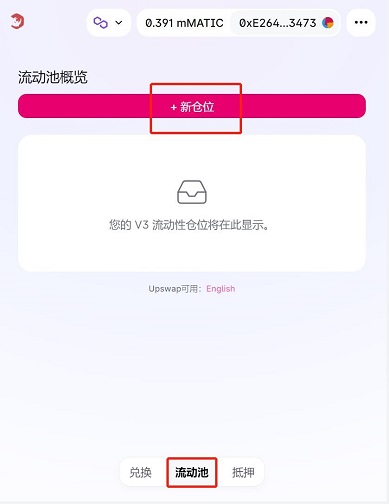 0.391 mMATIC 0xE264...3473
流动池概览
+ 新仓位
您的 V3 流动性仓位将在此显示。
Upswap可用：English
兑换 流动池 抵押